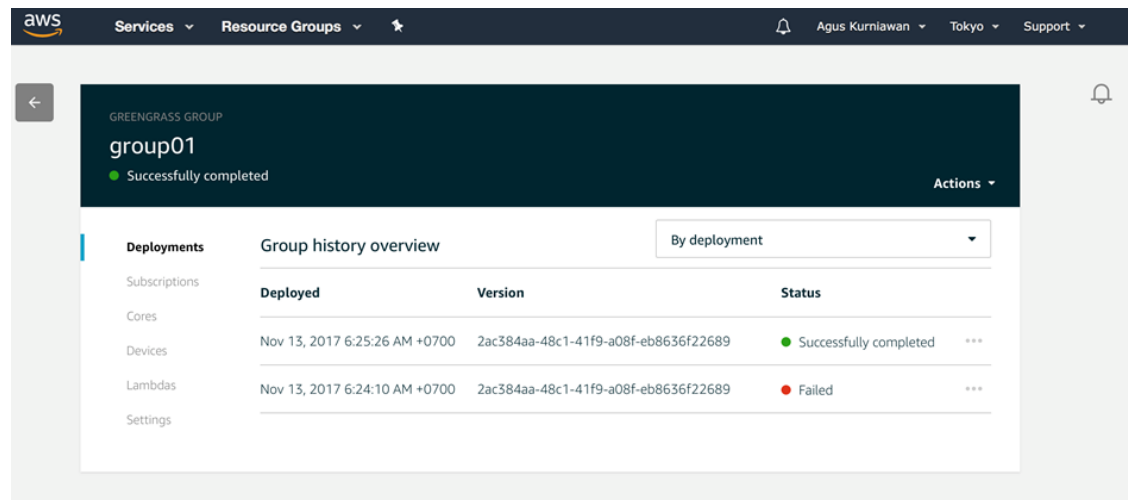 aws Services Resource Groups Agus Kurniawan Tokyo Support
GREENGRASS GROUP
group01
Successfully completed
Actions
Deployments
Subscriptions
Cores
Devices
Lambdas
Settings
Group history overview By deployment
Deployed Version Status
Nov 13, 2017 6:25:26 AM +0700 2ac384aa-48c1-41f9-a08f-eb8636f22689 Successfully completed
Nov 13, 2017 6:24:10 AM +0700 2ac384aa-48c1-41f9-a08f-eb8636f22689 Failed